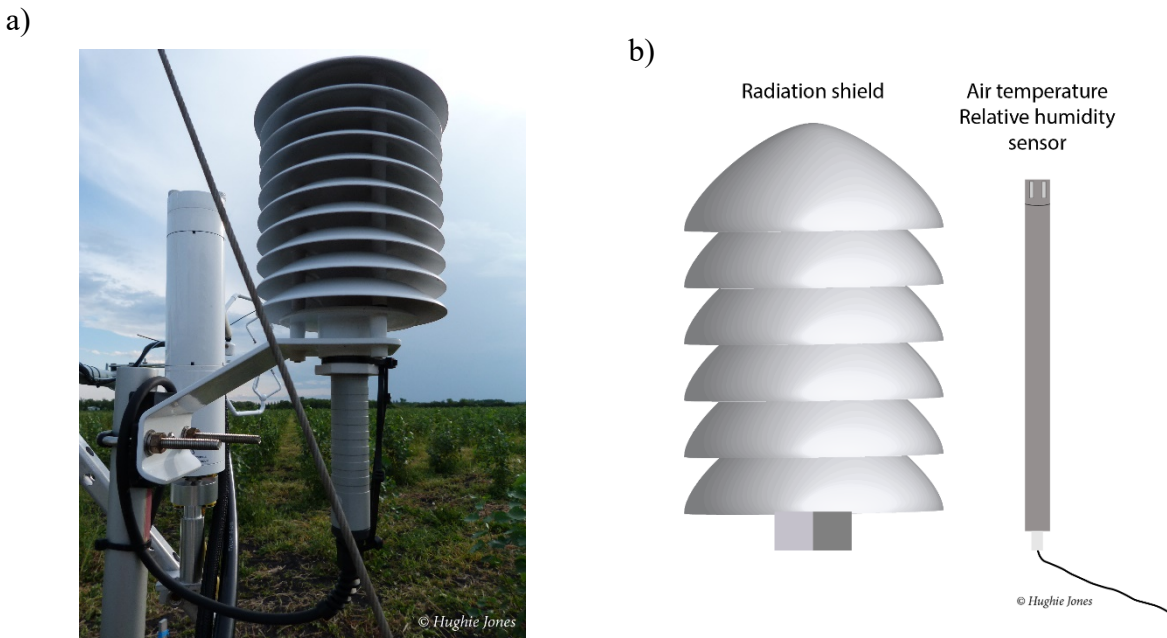 a)
© Hughie Jones
b)
Radiation shield
Air temperature
Relative humidity
sensor
© Hughie Jones